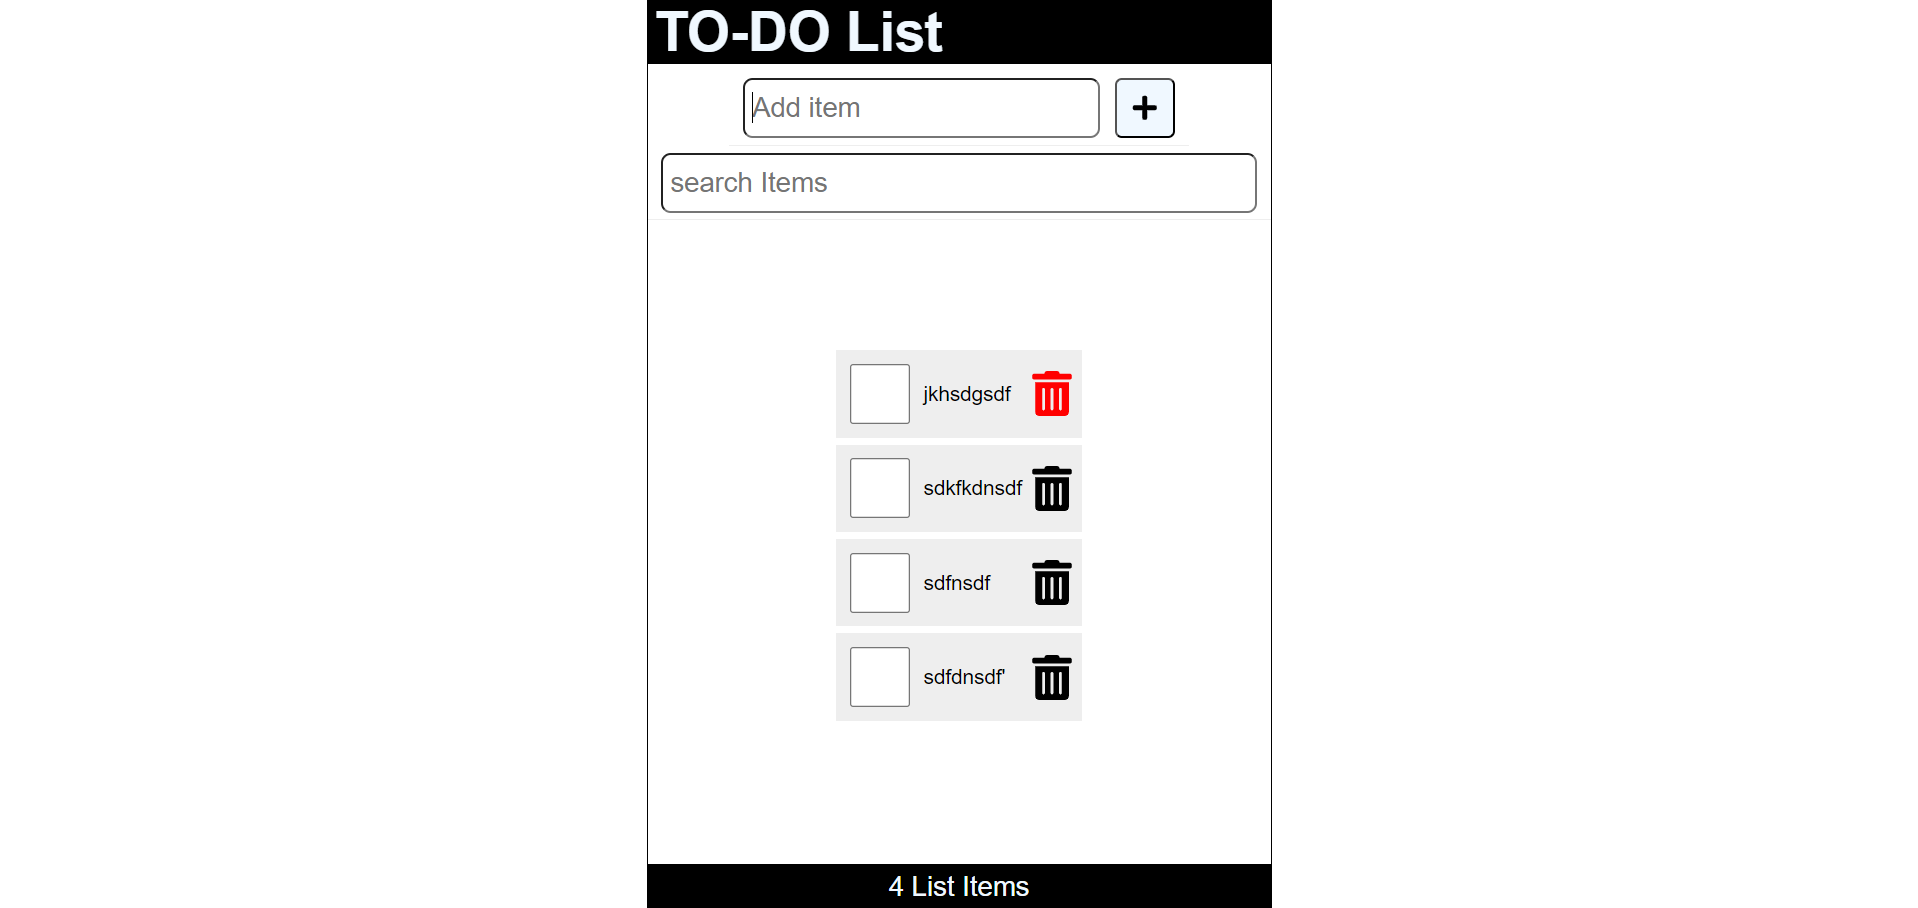 TO-DO List
Add item
search Items
jkhsdgsdf
sdkfkdnsdf
sdfnsdf
sdfdnsdf'
4 List Items